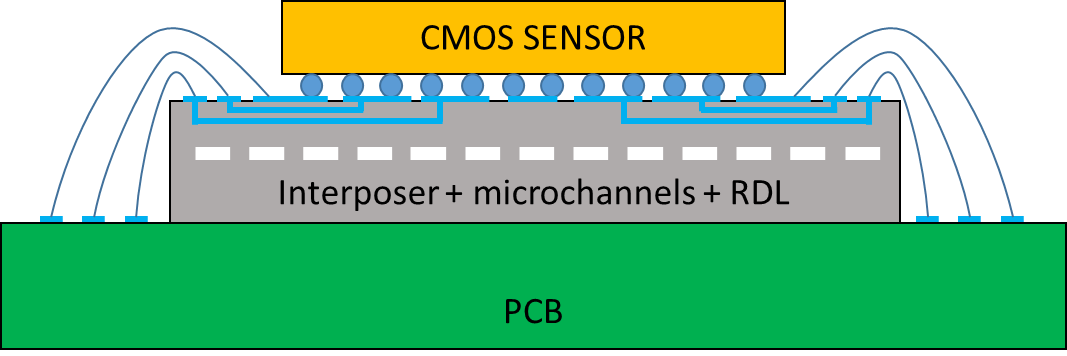 CMOS SENSOR
Interposer + microchannels + RDL
PCB